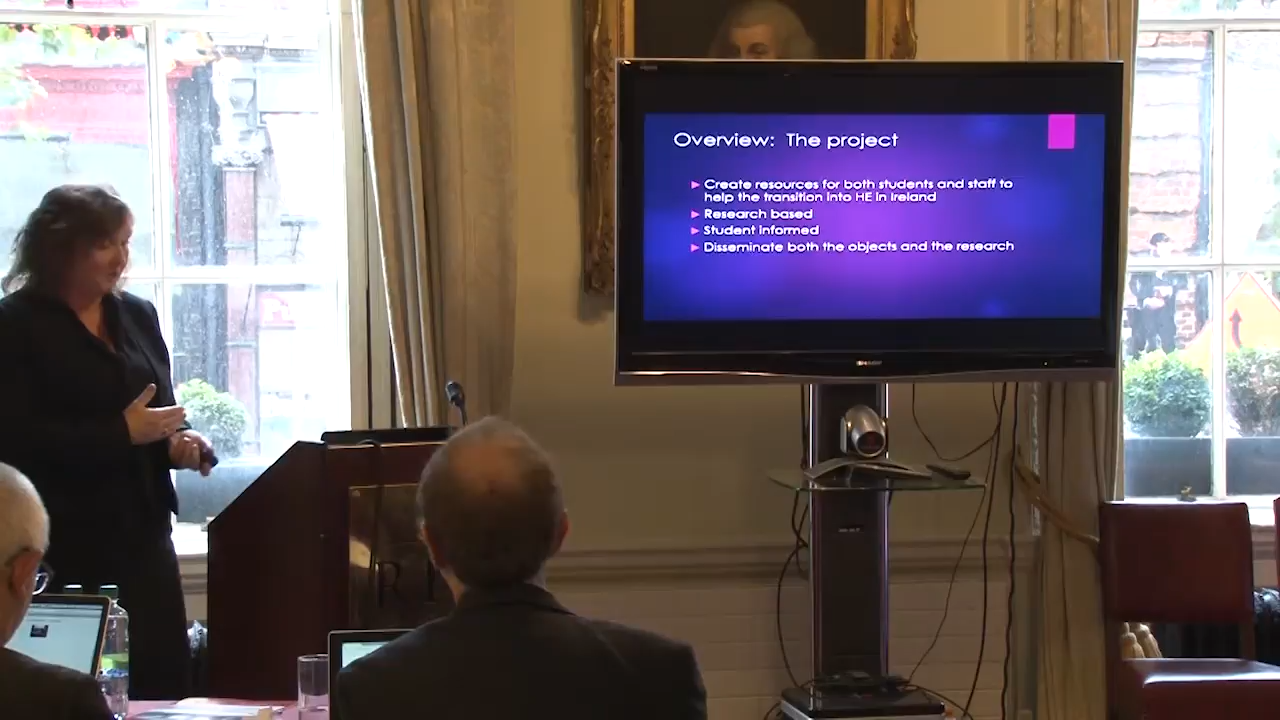 Overview: The project
Create resources for both students and staff to
help the transition into HE in Ireland
Research based
Student informed
Disseminate both the objects and the research
SHARP